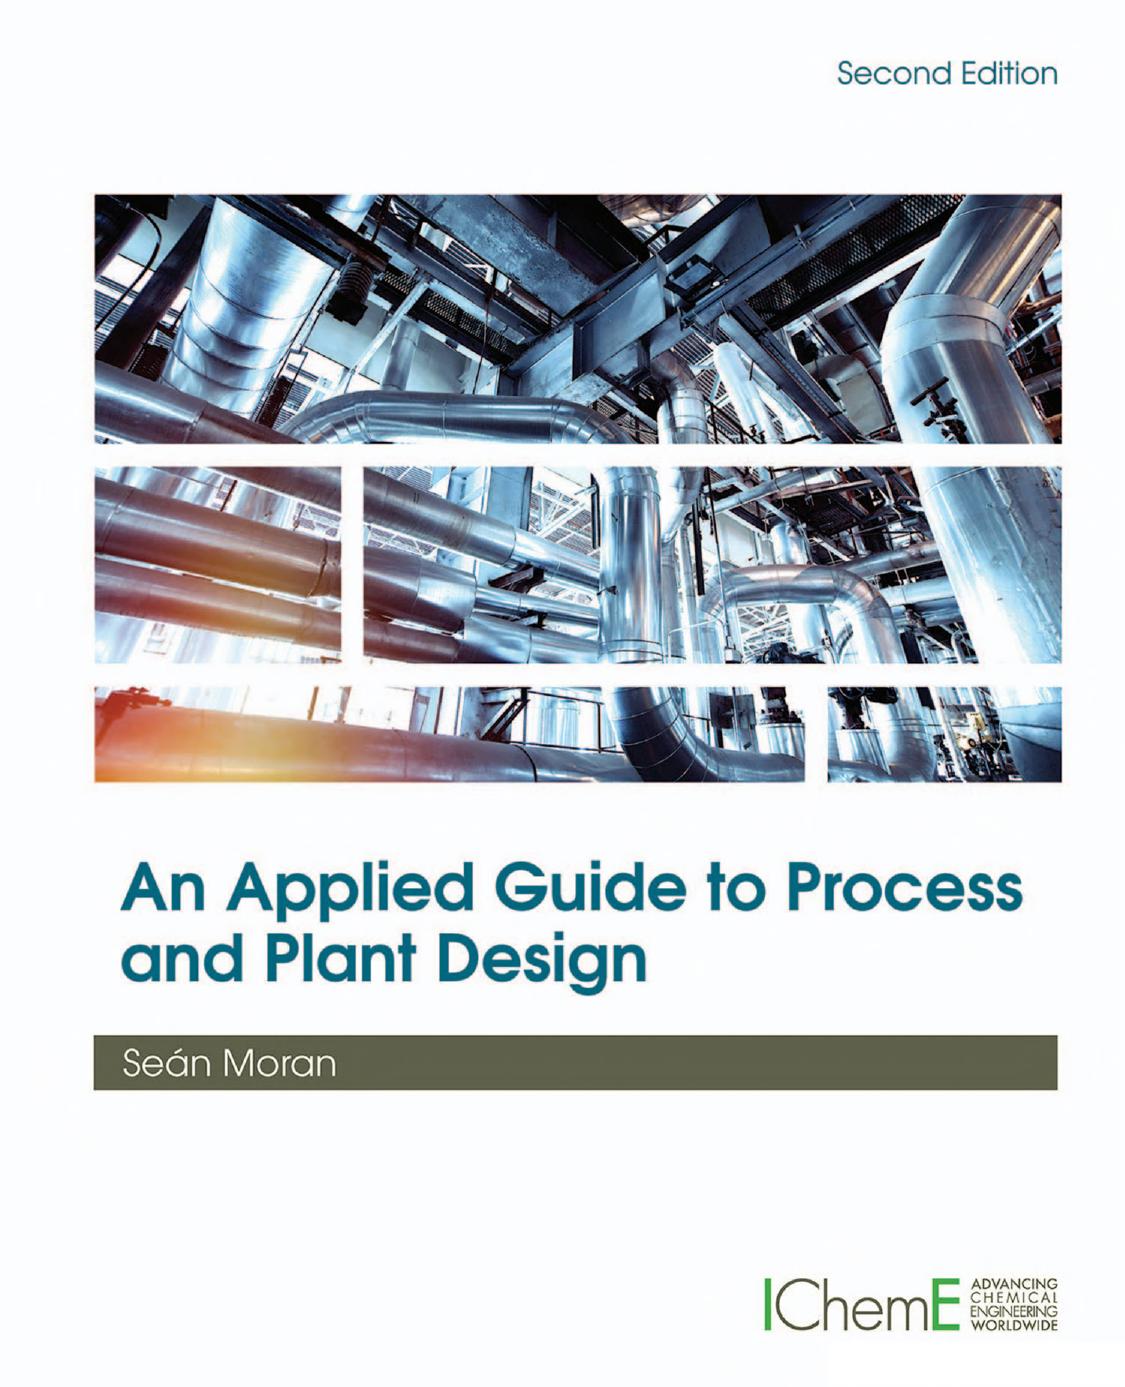 Second Edition
An Applied Guide to Process
and Plant Design
Seán Moran
IChemE
ADVANCING
CHEMICAL
ENGINEERING
WORLDWIDE